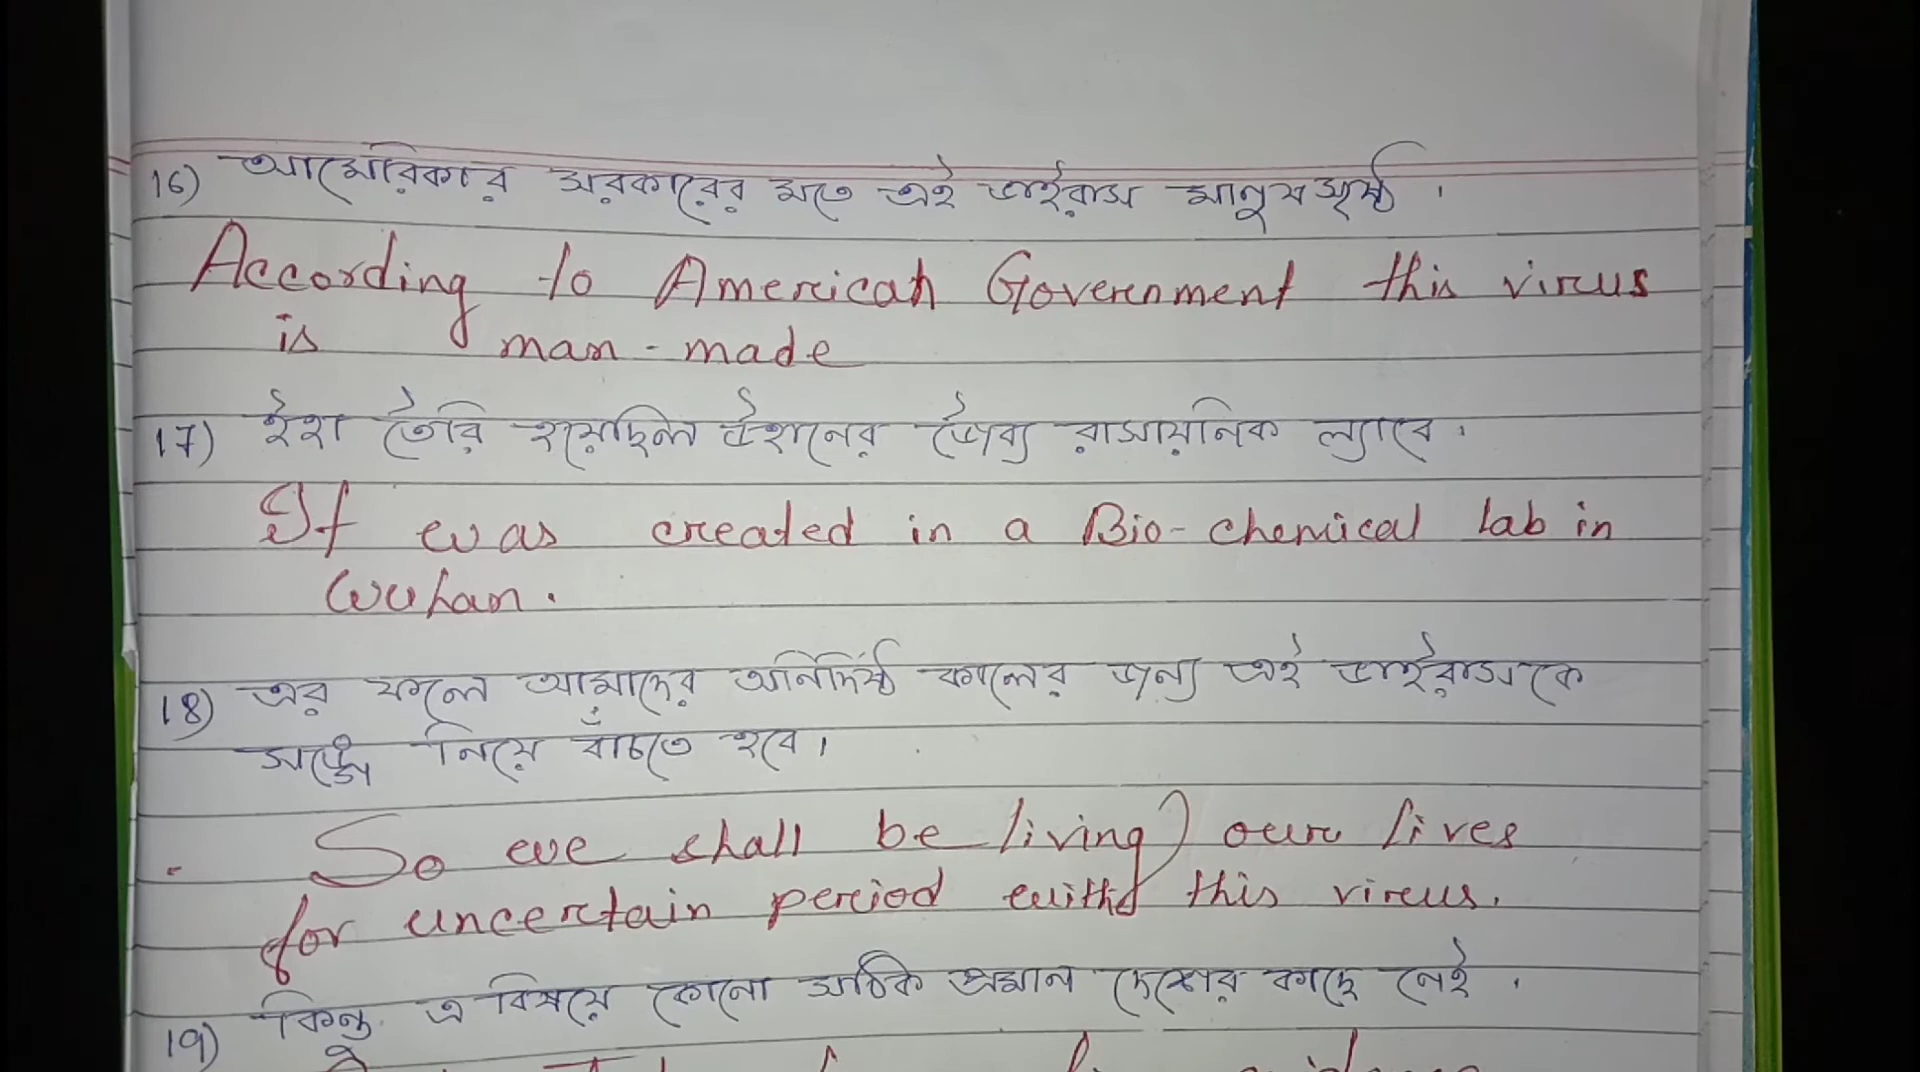 16) আমেরিকার সরকারের মতে এই ভাইরাস মানুষসৃষ্ট ।
According to American Government this virus
is man-made
17) ইহা তৈরি হয়েছিল উহানের জৈব্য রাসায়নিক ল্যাবে ।
It was created in a Bio-chemical lab in
Wuhan.
18) এর ফলে আমাদের অনির্দিষ্ট কালের জন্য এই ভাইরাসকে
সঙ্গে নিয়ে বাঁচতে হবে।
So we shall be living our lives
for uncertain period with this virus.
19) কিন্তু এ বিষয়ে কোনো সঠিক প্রমান দেশের কাছে নেই ।